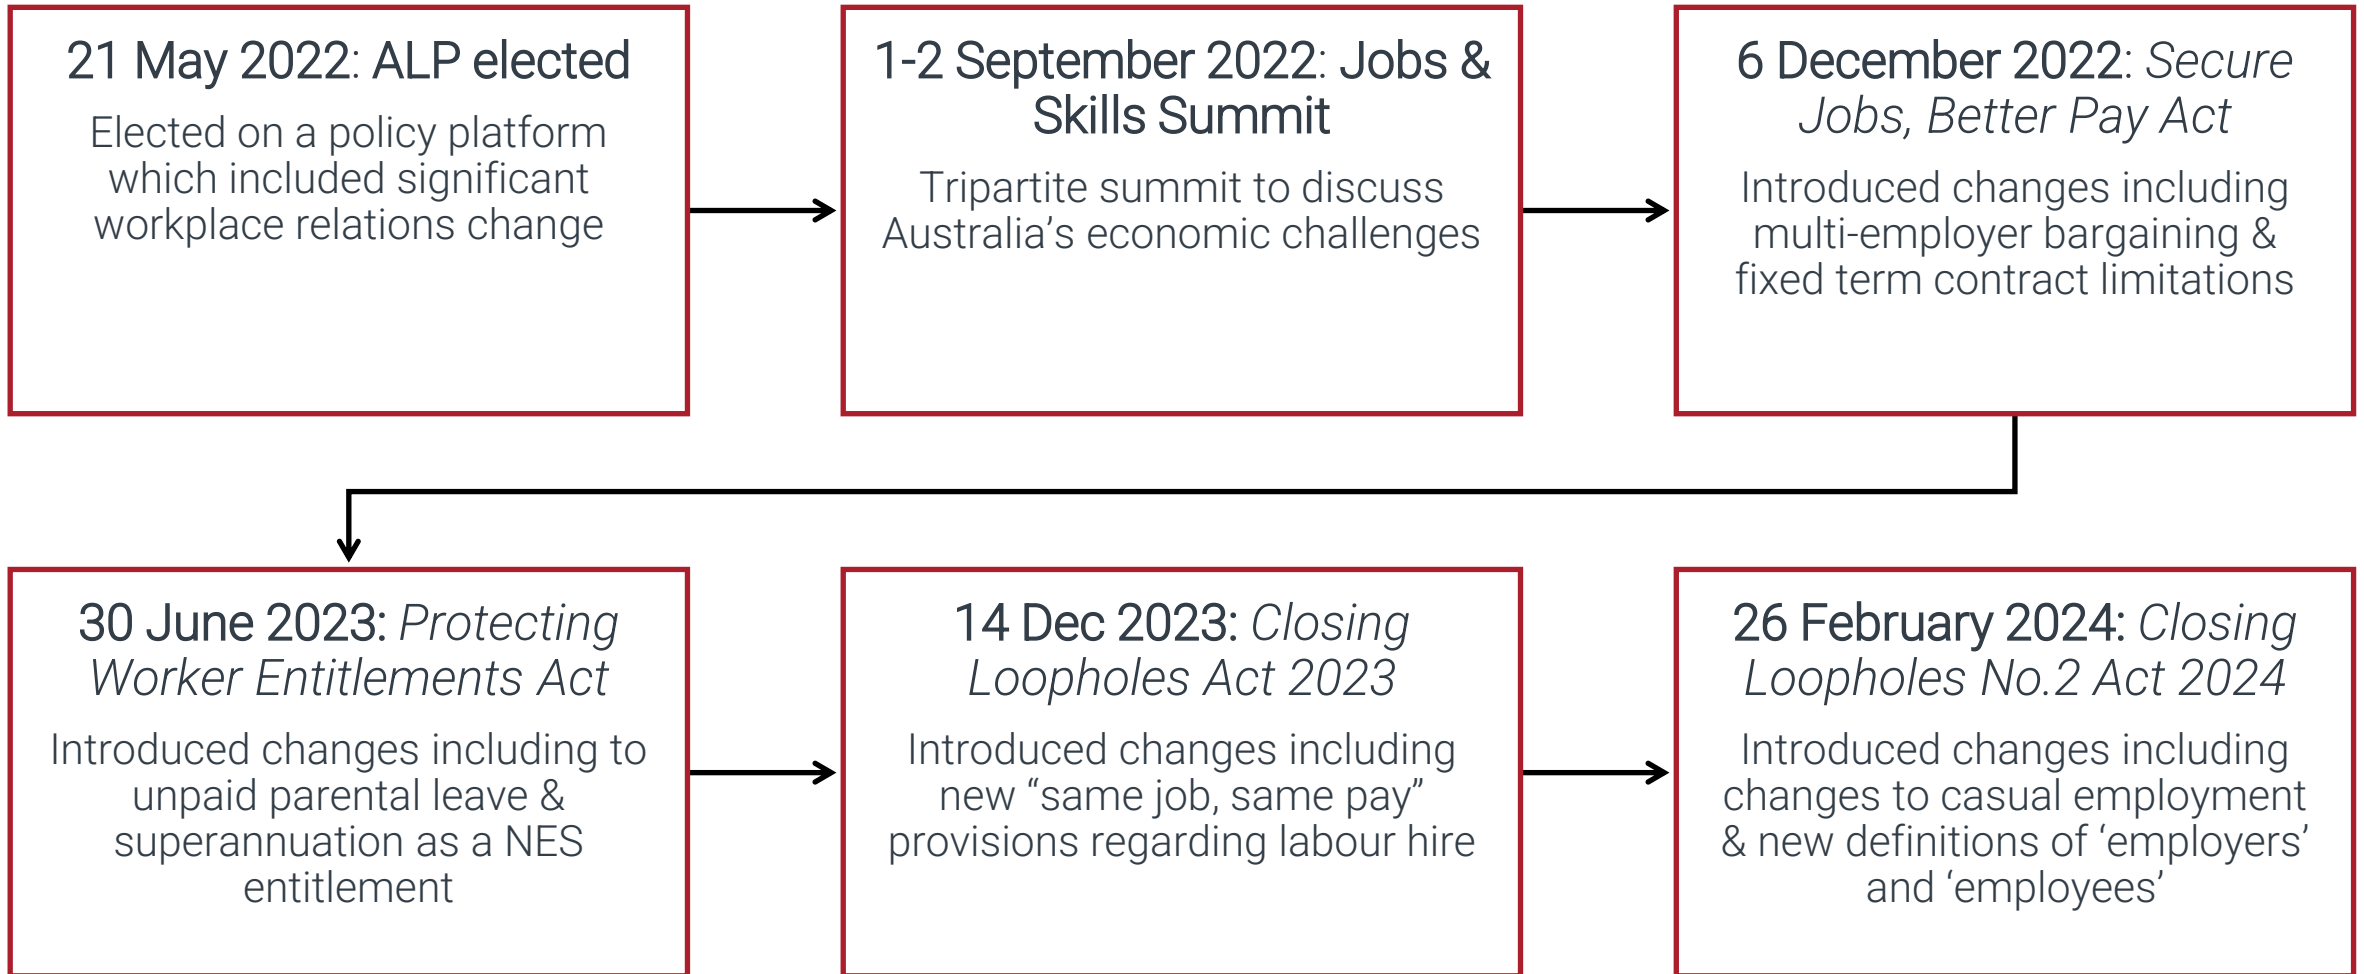 21 May 2022: ALP elected
Elected on a policy platform
which included significant
workplace relations change
1-2 September 2022: Jobs &
Skills Summit
Tripartite summit to discuss
Australia’s economic challenges
6 December 2022: Secure
Jobs, Better Pay Act
Introduced changes including
multi-employer bargaining &
fixed term contract limitations
30 June 2023: Protecting
Worker Entitlements Act
Introduced changes including to
unpaid parental leave &
superannuation as a NES
entitlement
14 Dec 2023: Closing
Loopholes Act 2023
Introduced changes including
new “same job, same pay”
provisions regarding labour hire
26 February 2024: Closing
Loopholes No.2 Act 2024
Introduced changes including
changes to casual employment
& new definitions of ‘employers’
and ‘employees’